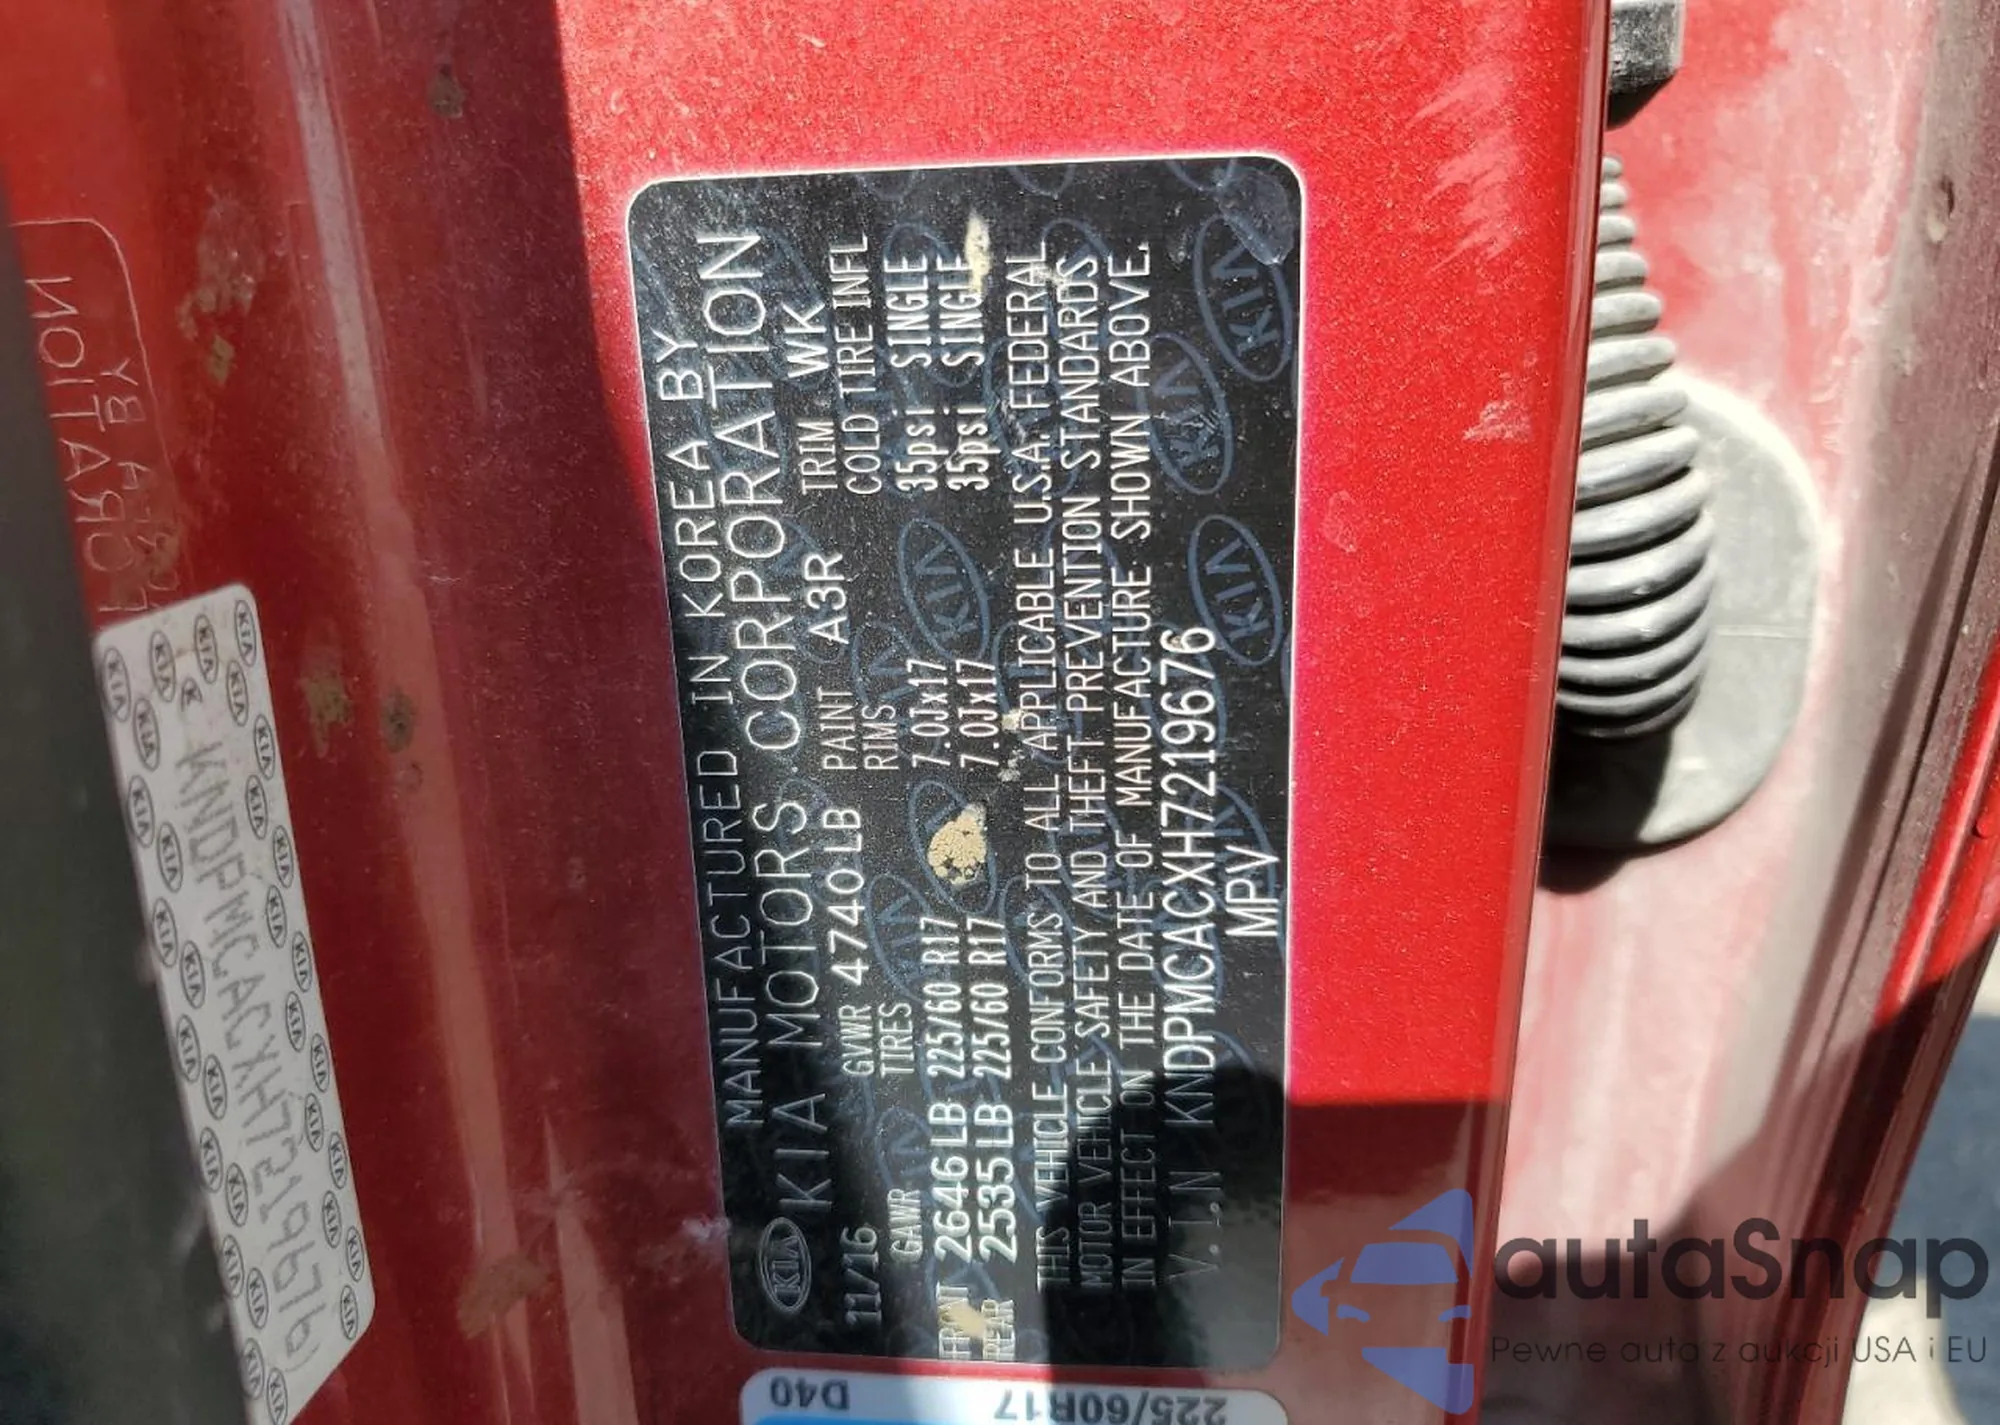 MANUFACTURED IN KOREA BY
KIA KIA MOTORS CORPORATION
11/16 GVWR 4740LB PAINT A3R TRIM WK
GAWR TIRES RIMS COLD TIRE INFL
FRONT 2646LB 225/60 R17 7.0Jx17 35psi SINGLE
REAR 2535LB 225/60 R17 7.0Jx17 35psi SINGLE
THIS VEHICLE CONFORMS TO ALL APPLICABLE U.S.A. FEDERAL
MOTOR VEHICLE SAFETY AND THEFT PREVENTION STANDARDS
IN EFFECT ON THE DATE OF MANUFACTURE SHOWN ABOVE.
V.I.N KNDPMCACXH7219676
MPV
KNDPMCACXH7219676
225/60R17
D40
autaSnap
Pewne auta z aukcji USA i EU